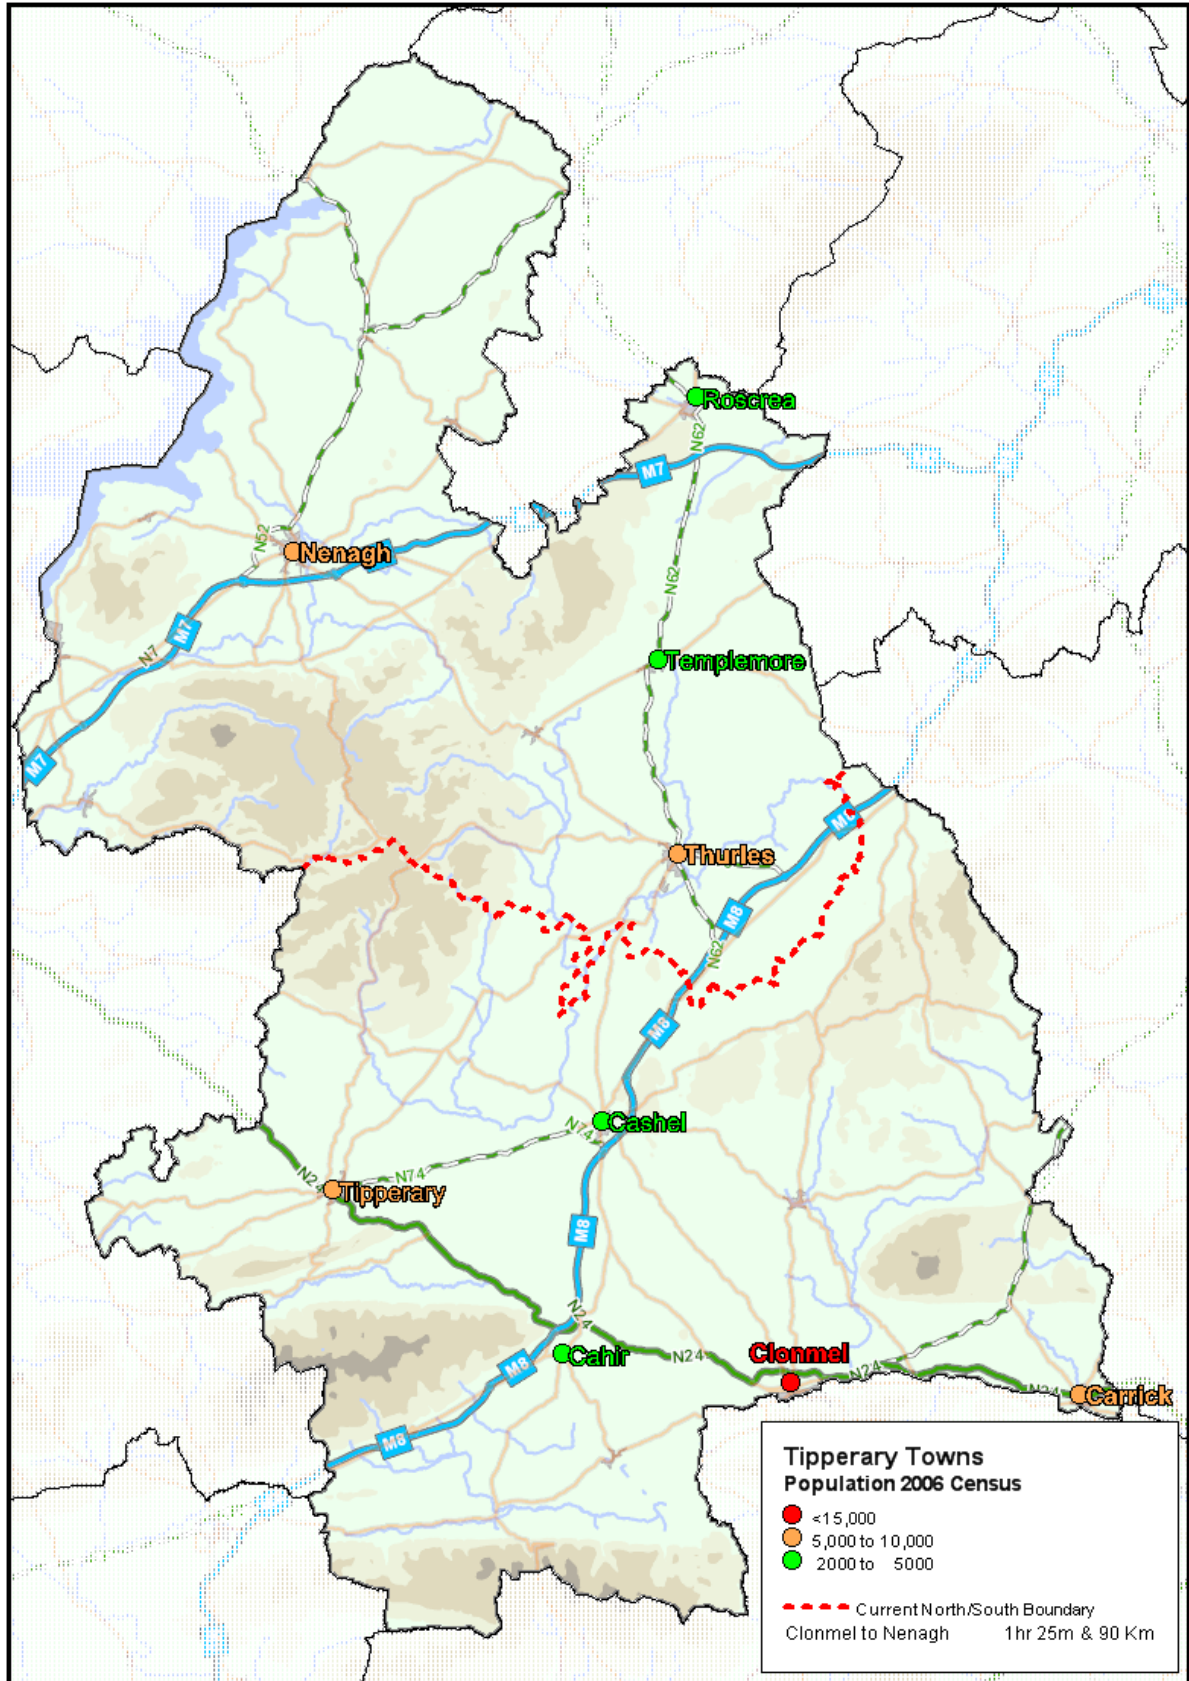 Roscrea
N62
M7
N52
Nenagh
N62
M7
N7
Templemore
M7
Thurles
M8
N62
M8
Cashel
N74
N74
N24
Tipperary
M8
N24
Cahir
N24
Clonmel
N24
M8
N24
Carrick
M8
Tipperary Towns
Population 2006 Census
<15,000
5,000 to 10,000
2000 to 5000
Current North/South Boundary
Clonmel to Nenagh 1hr 25m & 90 Km